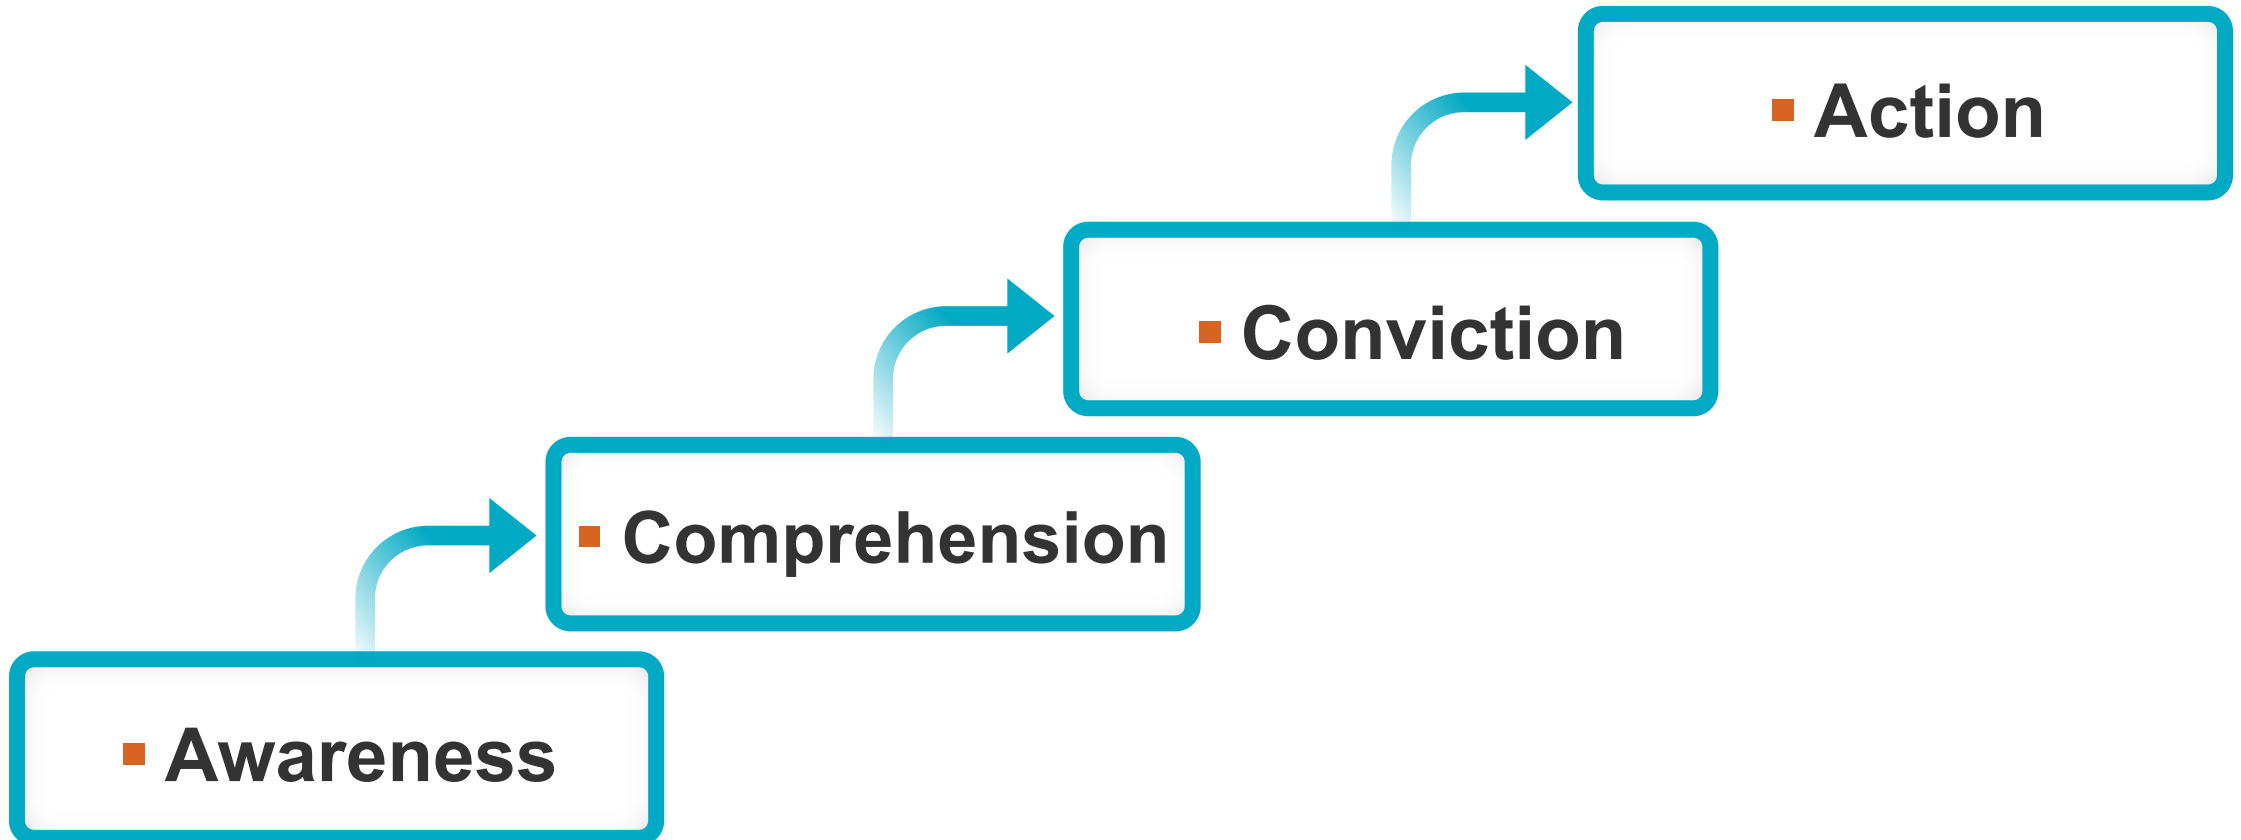 ▪ Action
▪ Conviction
▪ Comprehension
▪ Awareness